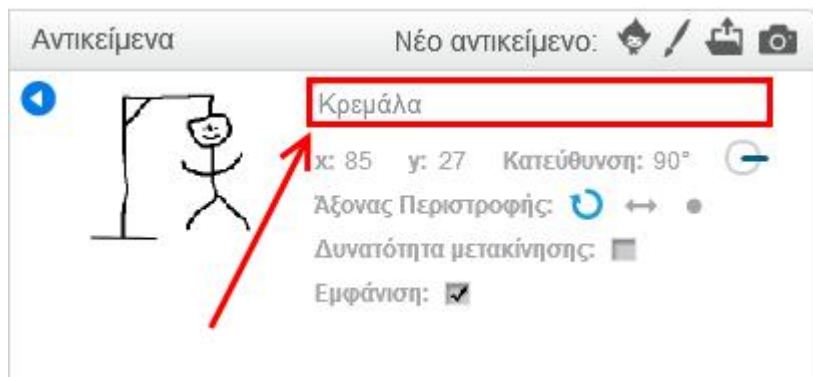 Αντικείμενα Νέο αντικείμενο:
Κρεμάλα
x: 85 y: 27 Κατεύθυνση: 90°
Άξονας Περιστροφής:
Δυνατότητα μετακίνησης:
Εμφάνιση: